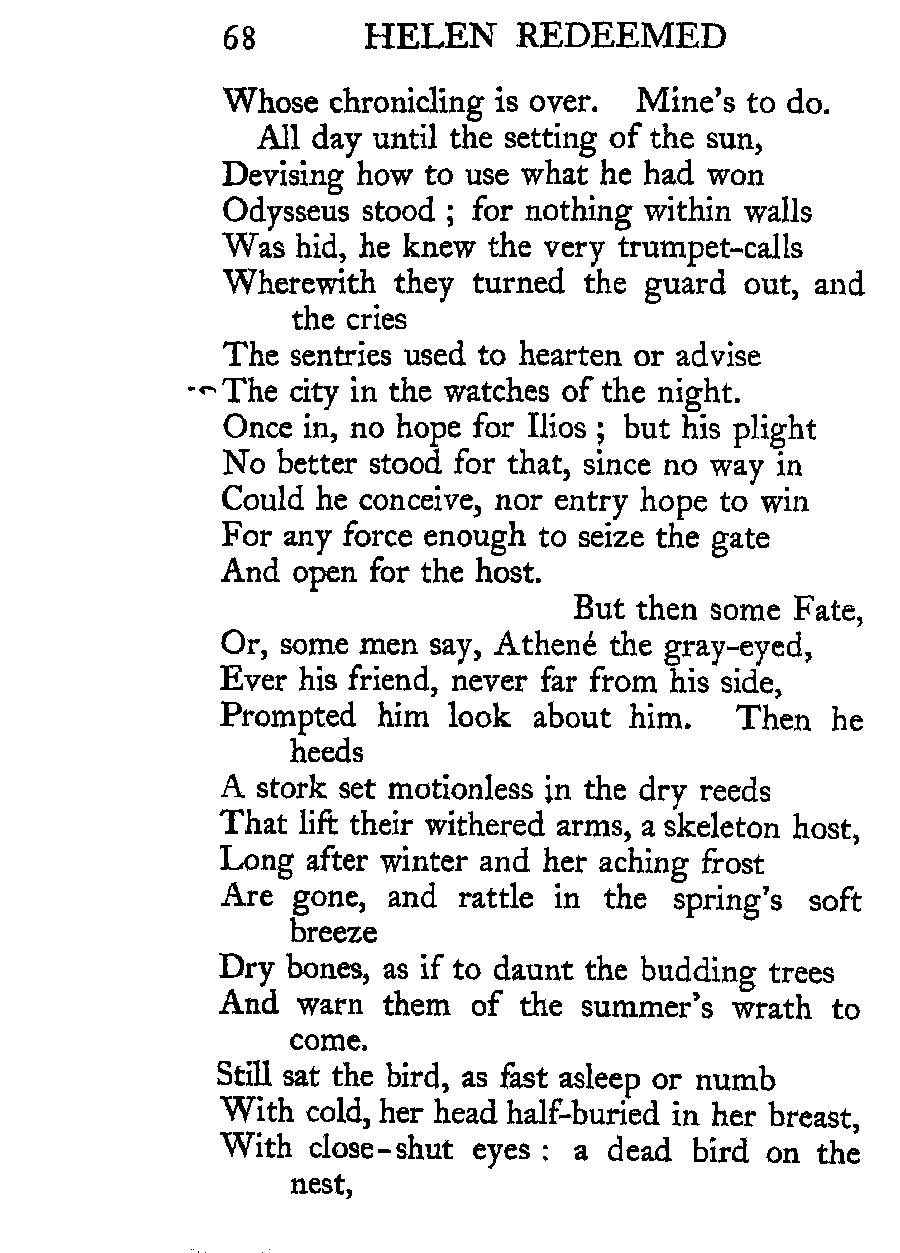 68 HELEN REDEEMED
Whose chronicling is over. Mine's to do.
All day until the setting of the sun,
Devising how to use what he had won
Odysseus stood ; for nothing within walls
Was hid, he knew the very trumpet-calls
Wherewith they turned the guard out, and
the cries
The sentries used to hearten or advise
The city in the watches of the night.
Once in, no hope for Ilios ; but his plight
No better stood for that, since no way in
Could he conceive, nor entry hope to win
For any force enough to seize the gate
And open for the host.
But then some Fate,
Or, some men say, Athené the gray-eyed,
Ever his friend, never far from his side,
Prompted him look about him. Then he
heeds
A stork set motionless in the dry reeds
That lift their withered arms, a skeleton host,
Long after winter and her aching frost
Are gone, and rattle in the spring's soft
breeze
Dry bones, as if to daunt the budding trees
And warn them of the summer's wrath to
come.
Still sat the bird, as fast asleep or numb
With cold, her head half-buried in her breast,
With close-shut eyes : a dead bird on the
nest,